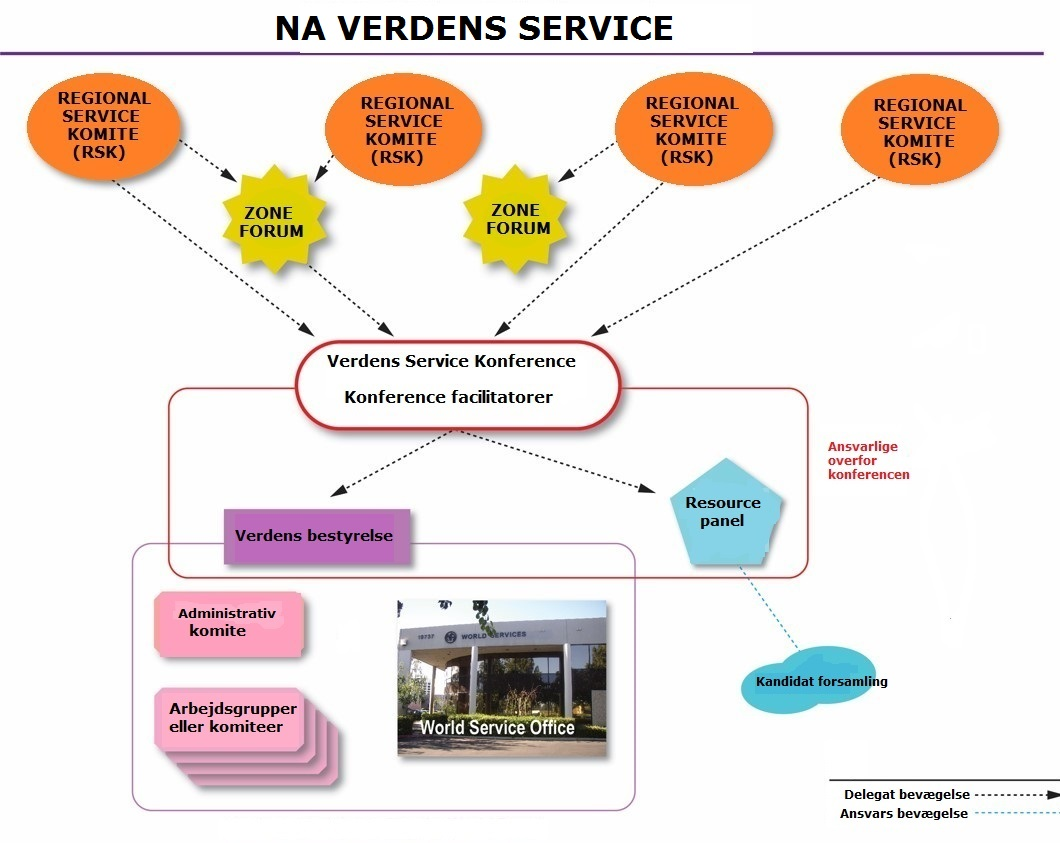 NA VERDENS SERVICE
REGIONAL
SERVICE
KOMITE
(RSK)
REGIONAL
SERVICE
KOMITE
(RSK)
REGIONAL
SERVICE
KOMITE
(RSK)
REGIONAL
SERVICE
KOMITE
(RSK)
ZONE
FORUM
ZONE
FORUM
Verdens Service Konference
Konference facilitatorer
Ansvarlige
overfor
konferencen
Resource
panel
Verdens bestyrelse
Administrativ
komite
Arbejdsgrupper
eller komiteer
18737 WORLD SERVICES
World Service Office
Kandidat forsamling
Delegat bevægelse
Ansvars bevægelse